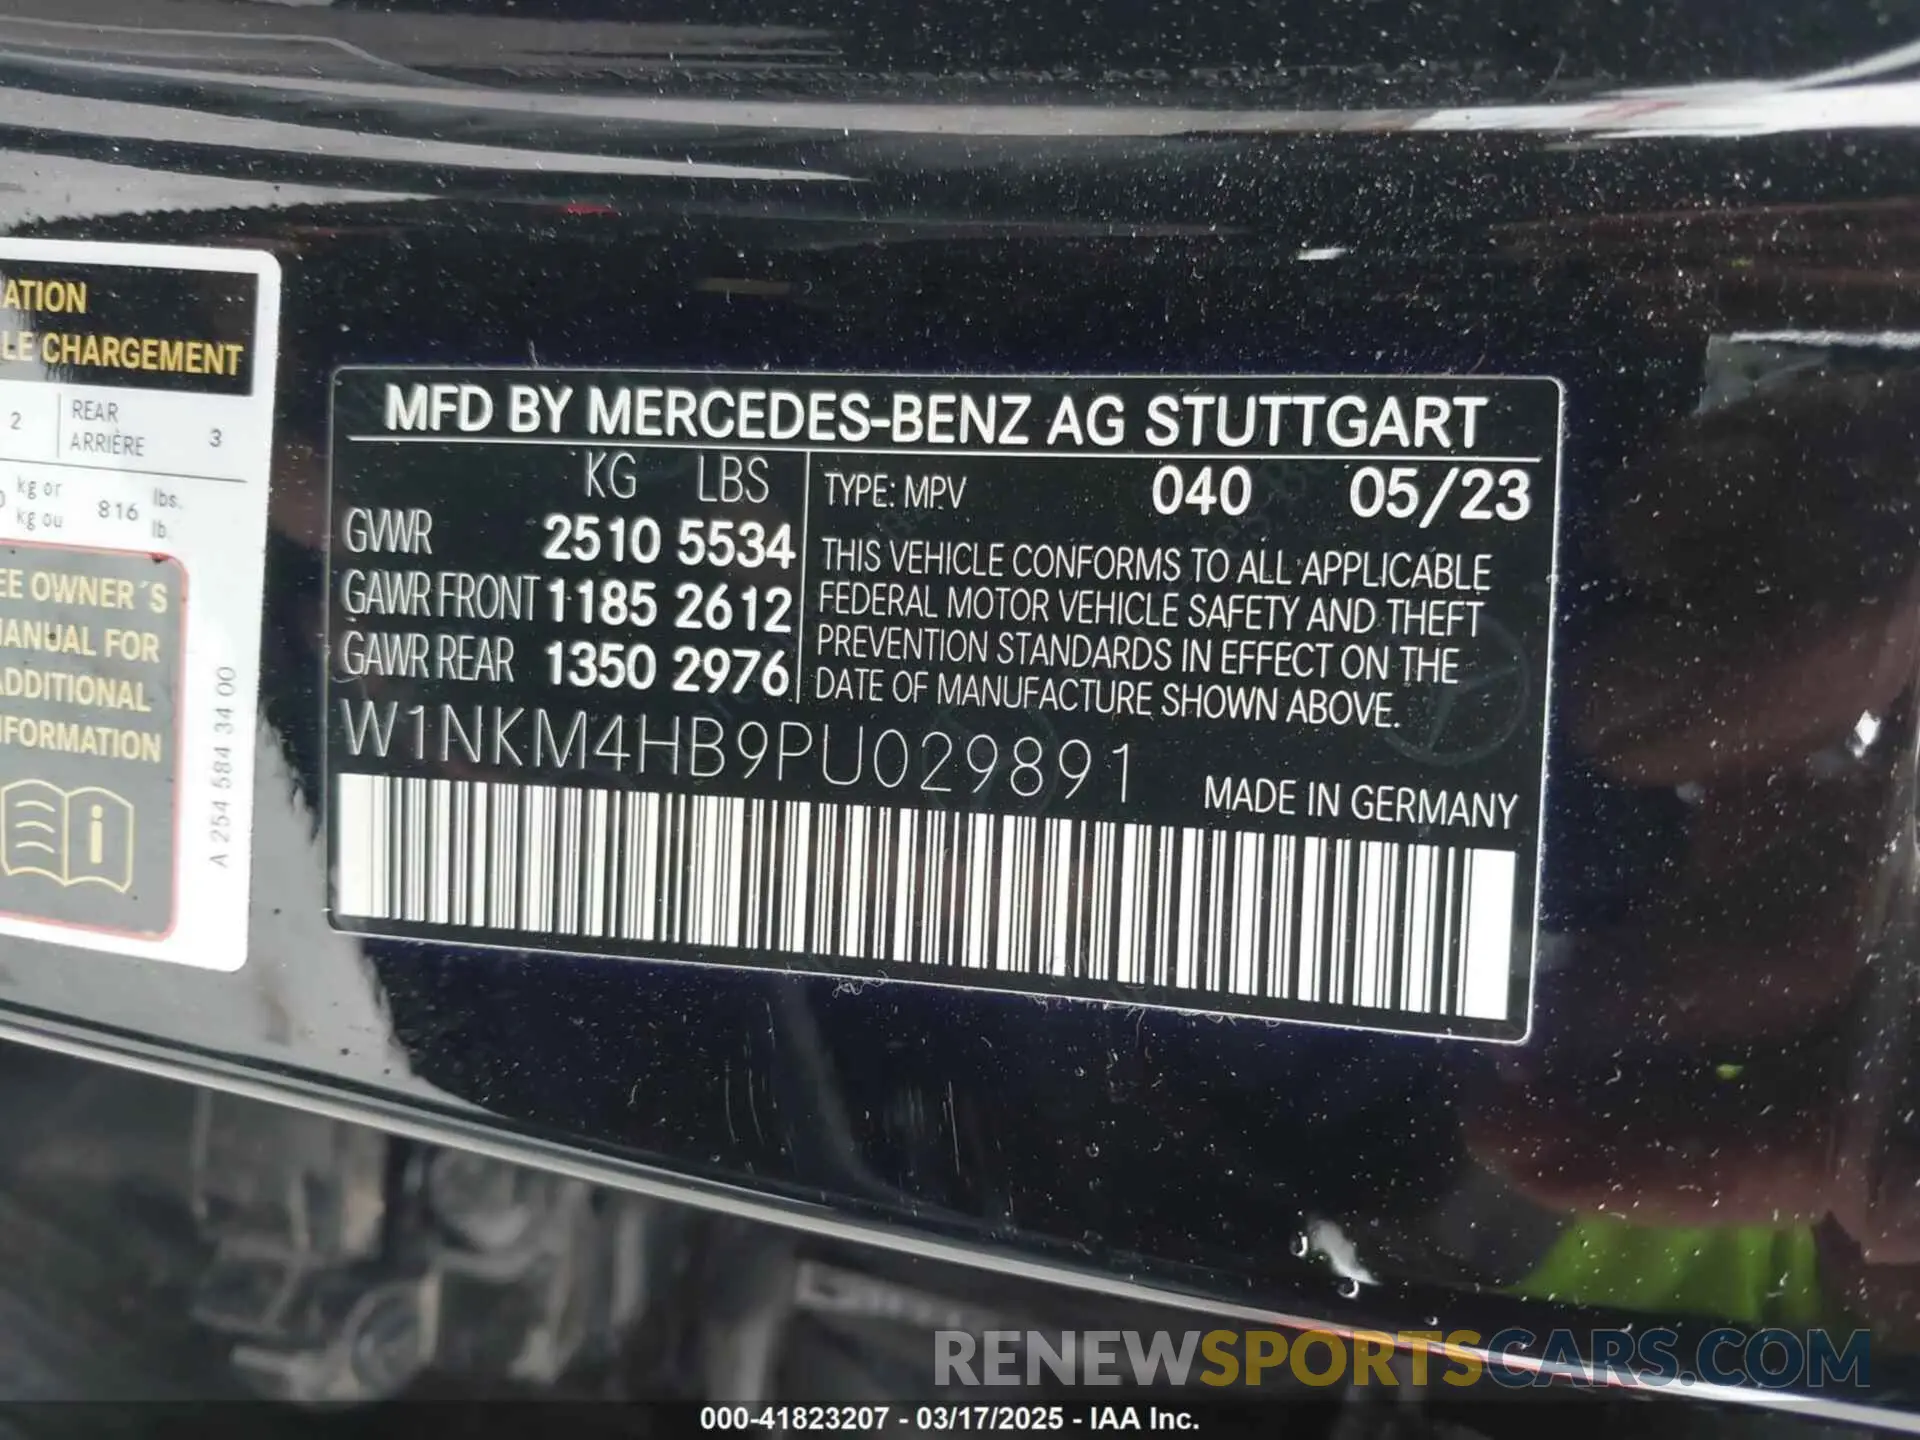 ATION
LE CHARGEMENT
2 REAR
ARRIÈRE 3
kg or
kg ou 816 lbs.
lb.
EE OWNER´S
MANUAL FOR
ADDITIONAL
NFORMATION
i
A 254 584 34 00
MFD BY MERCEDES-BENZ AG STUTTGART
KG LBS
GVWR 2510 5534
GAWR FRONT 1185 2612
GAWR REAR 1350 2976
TYPE: MPV 040 05/23
THIS VEHICLE CONFORMS TO ALL APPLICABLE
FEDERAL MOTOR VEHICLE SAFETY AND THEFT
PREVENTION STANDARDS IN EFFECT ON THE
DATE OF MANUFACTURE SHOWN ABOVE.
W1NKM4HB9PU029891
MADE IN GERMANY
RENEWSPORTSCARS.COM
000-41823207 - 03/17/2025 - IAA Inc.